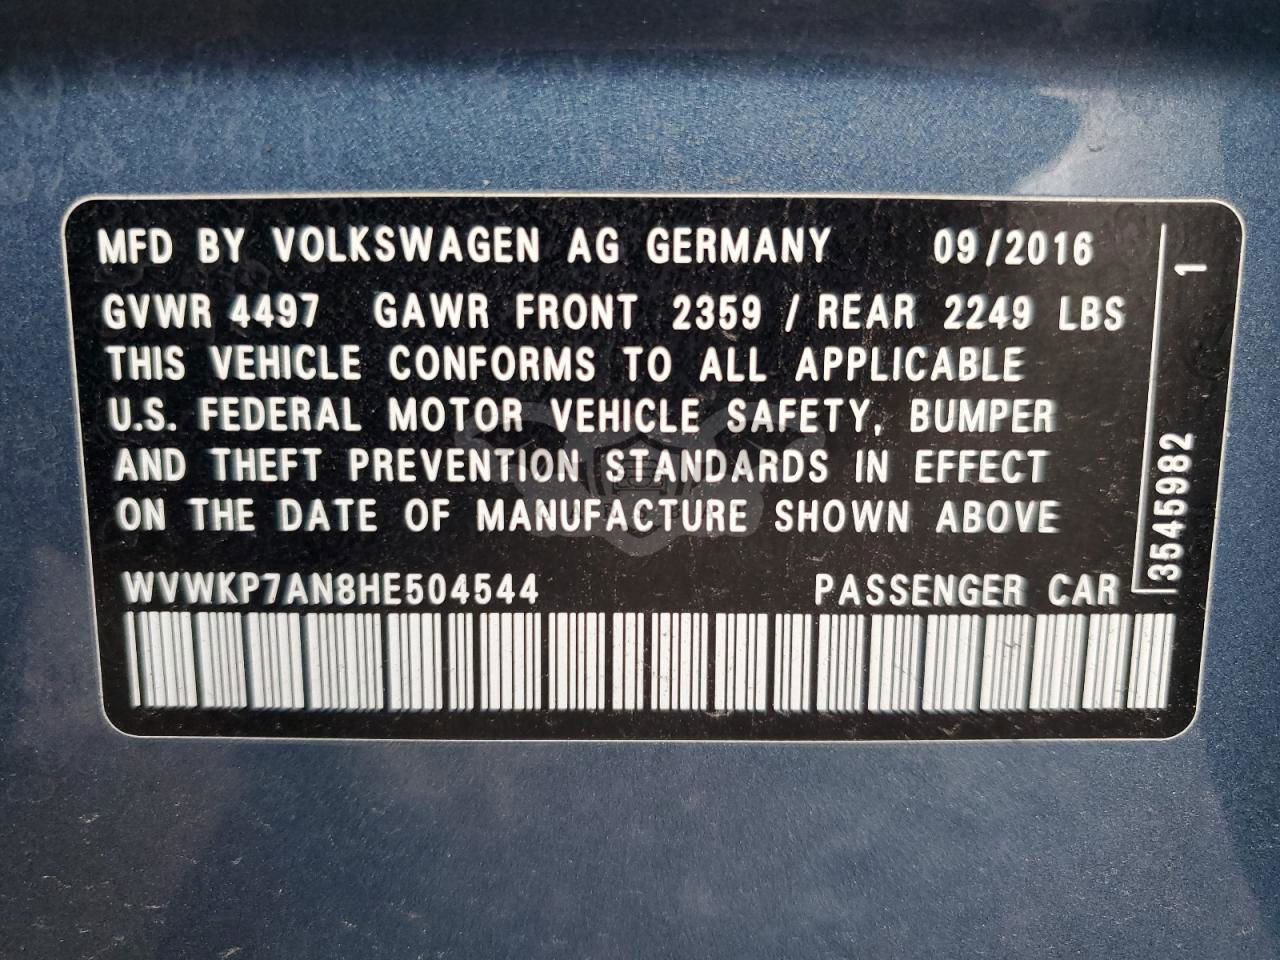 MFD BY VOLKSWAGEN AG GERMANY 09/2016
GVWR 4497 GAWR FRONT 2359 / REAR 2249 LBS
THIS VEHICLE CONFORMS TO ALL APPLICABLE
U.S. FEDERAL MOTOR VEHICLE SAFETY, BUMPER
AND THEFT PREVENTION STANDARDS IN EFFECT
ON THE DATE OF MANUFACTURE SHOWN ABOVE
WVWKP7AN8HE504544 PASSENGER CAR
3545982 1